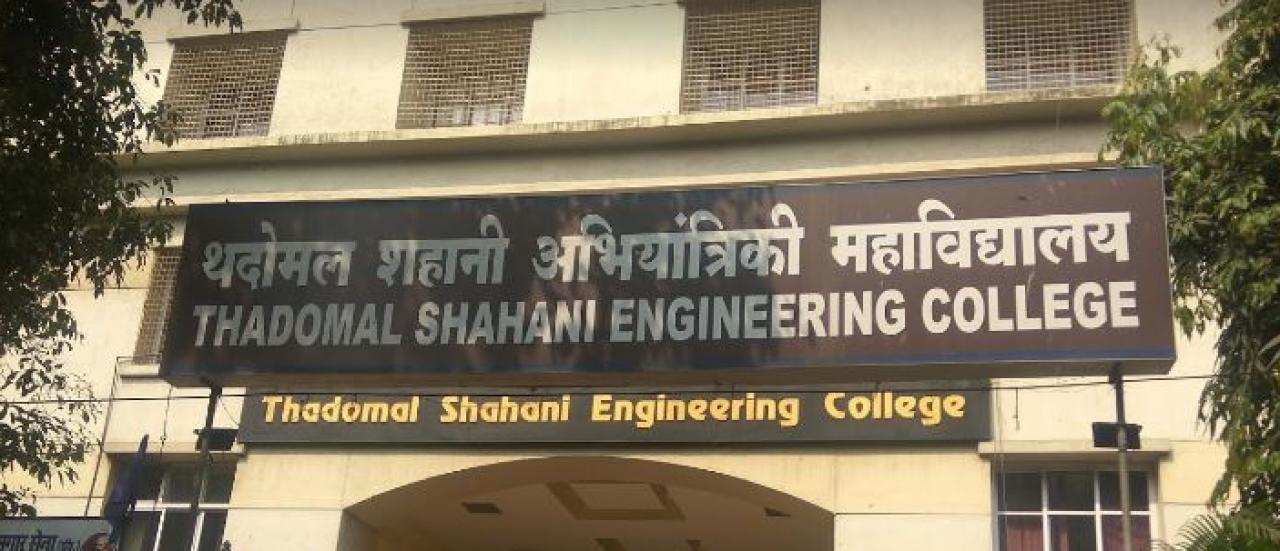 थदोमल शहानी अभियांत्रिकी महाविद्यालय
THADOMAL SHAHANI ENGINEERING COLLEGE
Thadomal Shahani Engineering College
सेना